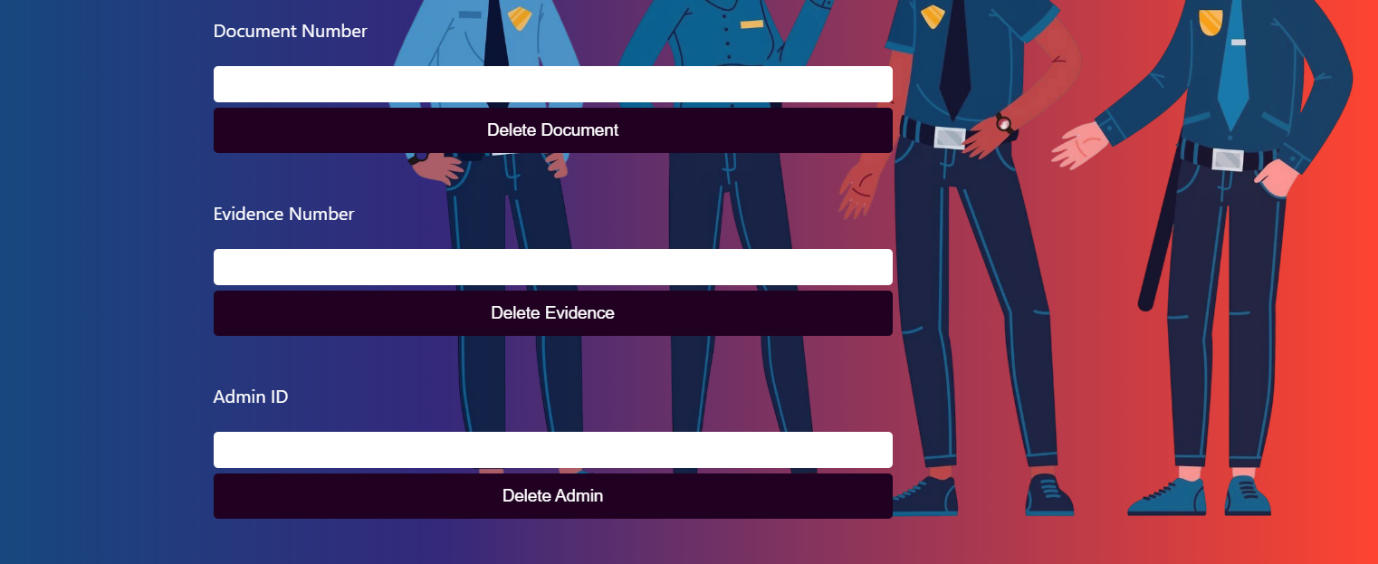 Document Number
Delete Document
Evidence Number
Delete Evidence
Admin ID
Delete Admin